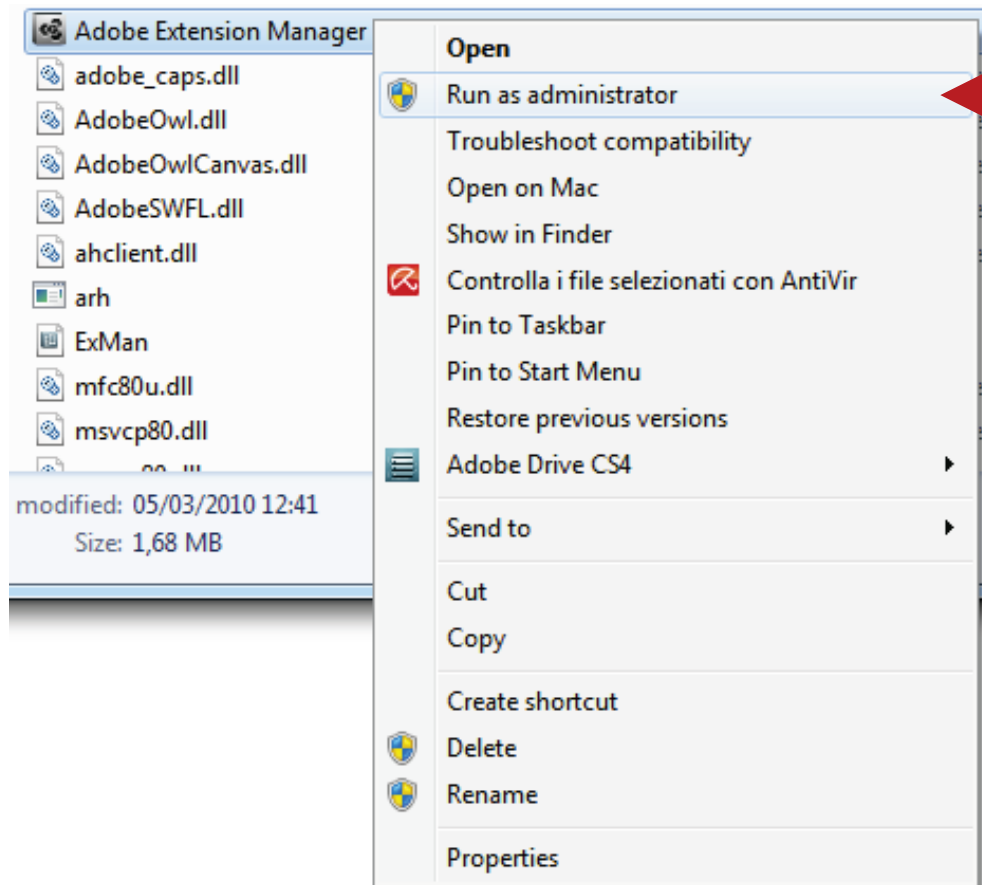 Adobe Extension Manager
adobe_caps.dll
AdobeOwl.dll
AdobeOwlCanvas.dll
AdobeSWFL.dll
ahclient.dll
arh
ExMan
mfc80u.dll
msvcp80.dll
modified: 05/03/2010 12:41
Size: 1,68 MB
Open
Run as administrator
Troubleshoot compatibility
Open on Mac
Show in Finder
Controlla i file selezionati con AntiVir
Pin to Taskbar
Pin to Start Menu
Restore previous versions
Adobe Drive CS4
Send to
Cut
Copy
Create shortcut
Delete
Rename
Properties